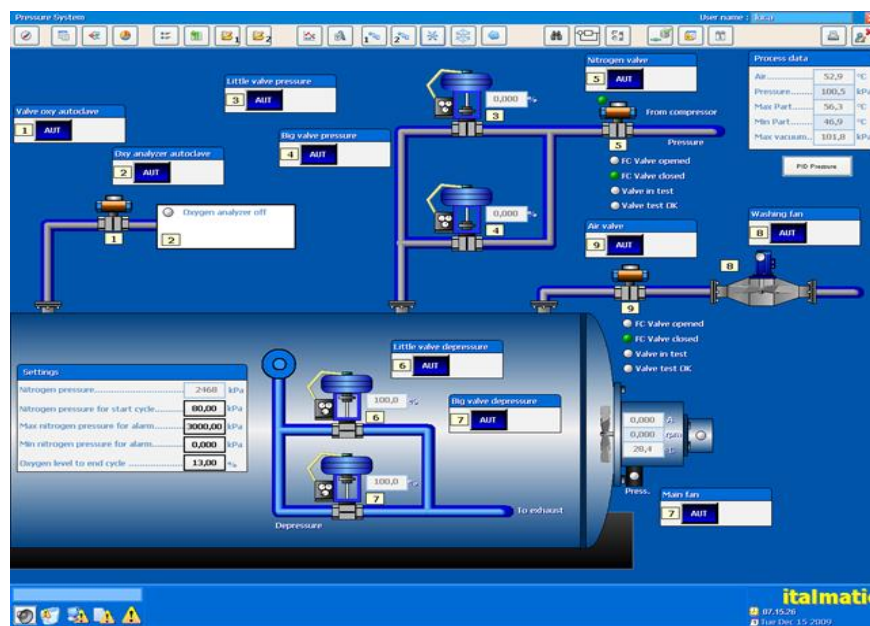 Pressure System
User name : luca
1
2
1
2
Process data
Air............ 52,9 °C
Pressure........ 100,5 kPa
Max Part....... 56,3 °C
Min Part....... 46,9 °C
Max vacuum.. 101,8 kPa
PID Pressure
Nitrogen valve
5 AUT
Little valve pressure
3 AUT
0,000 %
3
From compressor
Pressure
5
Valve oxy autoclave
1 AUT
Big valve pressure
4 AUT
Oxy analyzer autoclave
2 AUT
FC Valve opened
FC Valve closed
Valve in test
Valve test OK
0,000 %
4
Oxygen analyzer off
2
1
Air valve
9 AUT
Washing fan
8 AUT
8
9
FC Valve opened
FC Valve closed
Valve in test
Valve test OK
Little valve depressure
6 AUT
Settings
Nitrogen pressure............................ 2468 kPa
Nitrogen pressure for start cycle...... 80,00 kPa
Max nitrogen pressure for alarm....... 3000,00 kPa
Min nitrogen pressure for alarm........ 0,000 kPa
Oxygen level to end cycle ................ 13,00 %
100,0 %
6
Big valve depressure
7 AUT
0,000 A
0,000 rpm
28,4 °C
100,0 %
7
Press.
Main fan
7 AUT
To exhaust
Depressure
italmatic
07.15.26
Tue Dec 15 2009